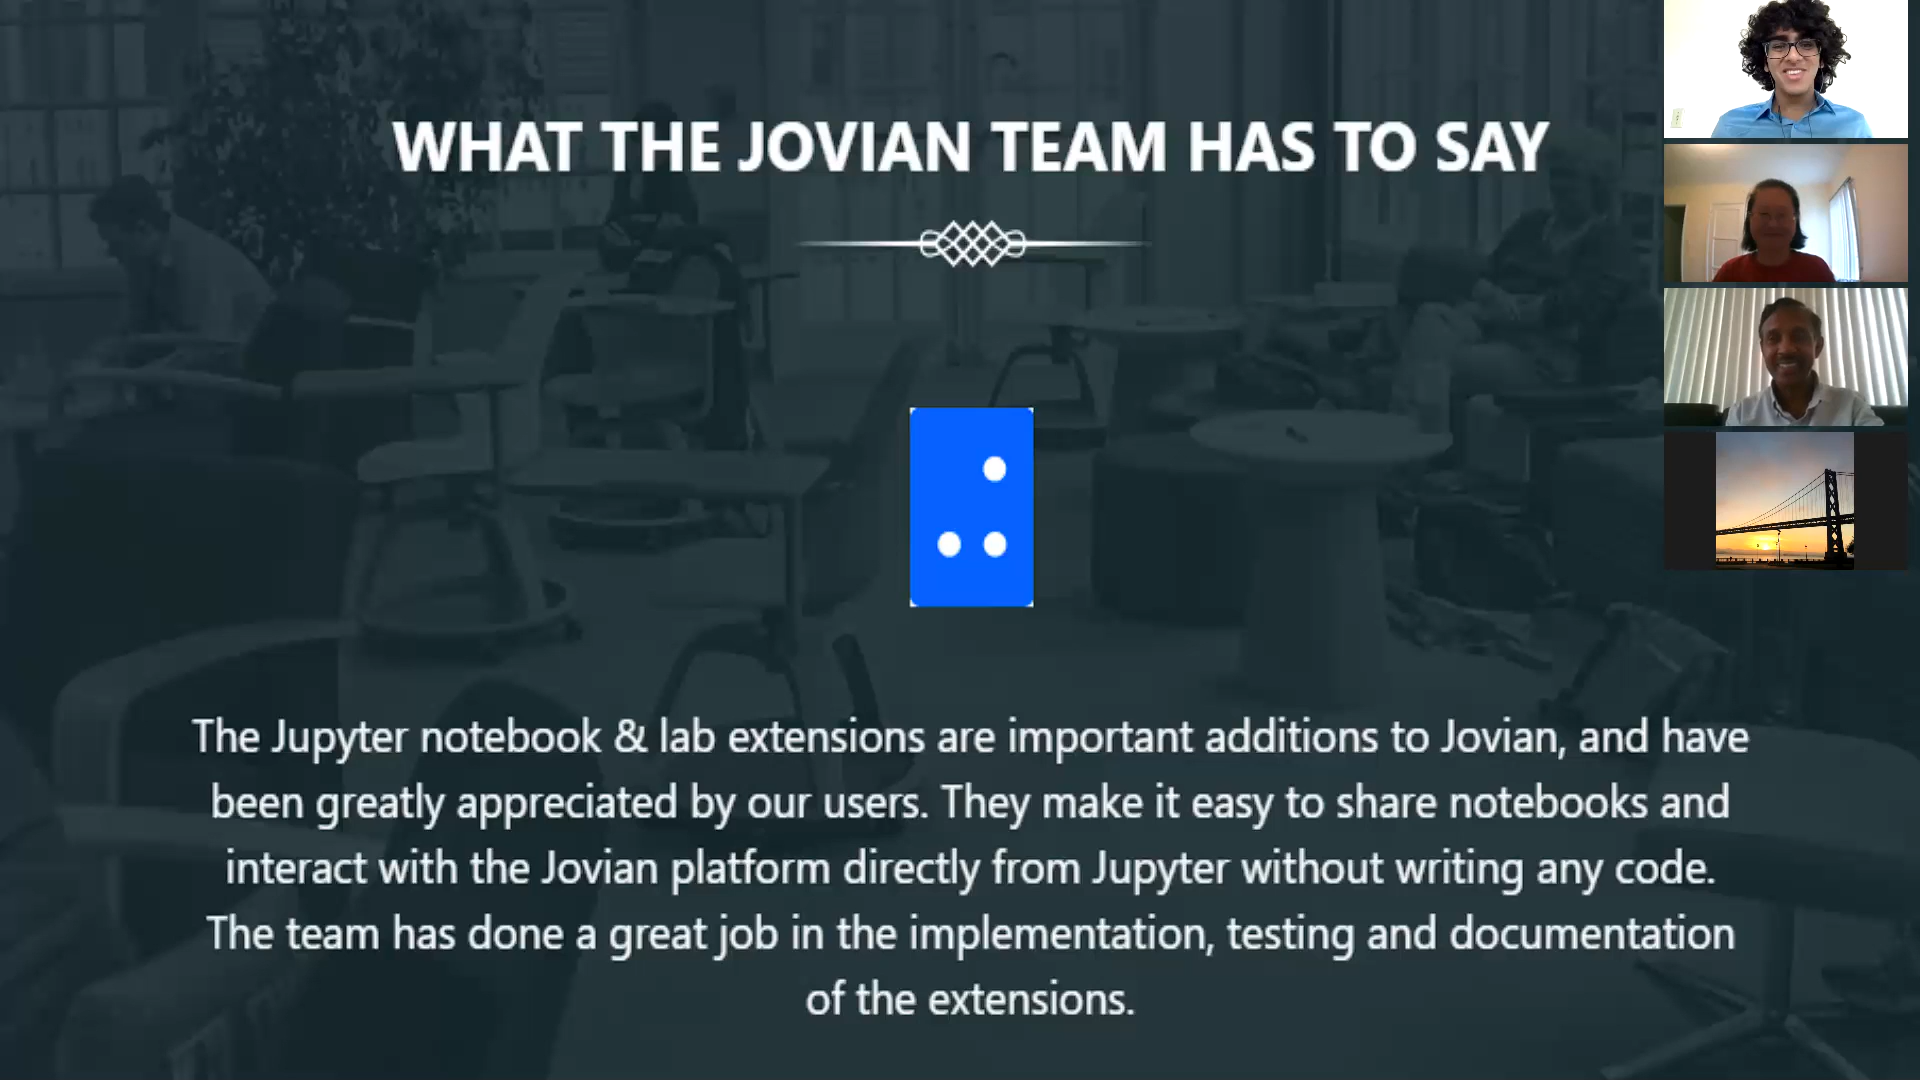 WHAT THE JOVIAN TEAM HAS TO SAY
The Jupyter notebook & lab extensions are important additions to Jovian, and have
been greatly appreciated by our users. They make it easy to share notebooks and
interact with the Jovian platform directly from Jupyter without writing any code.
The team has done a great job in the implementation, testing and documentation
of the extensions.